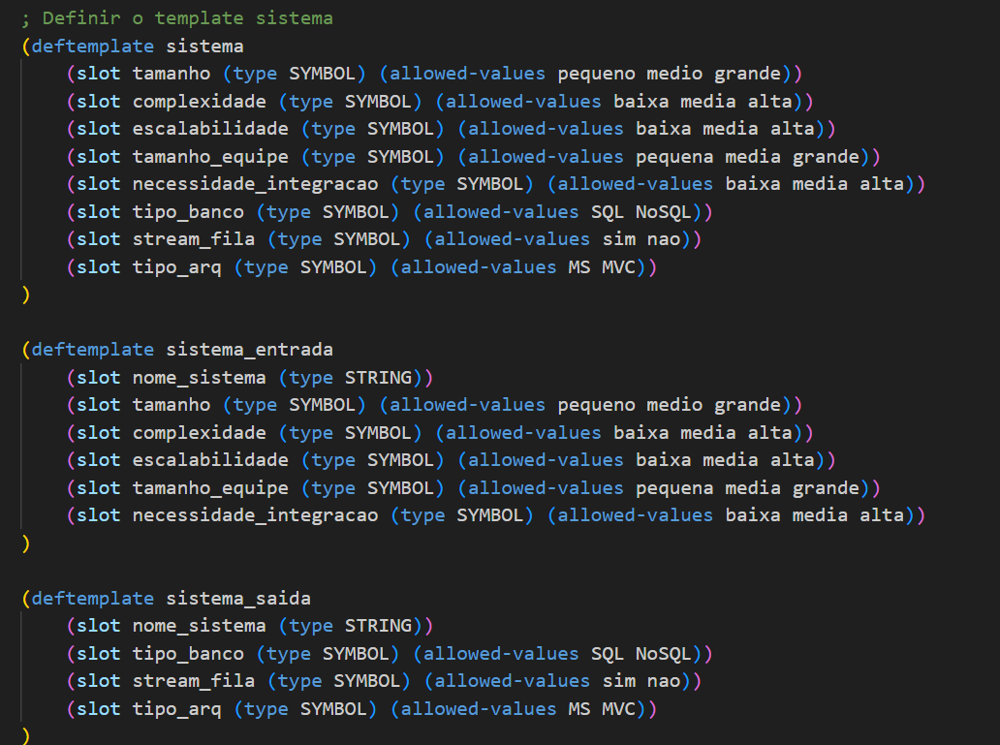 ; Definir o template sistema
(deftemplate sistema
    (slot tamanho (type SYMBOL) (allowed-values pequeno medio grande))
    (slot complexidade (type SYMBOL) (allowed-values baixa media alta))
    (slot escalabilidade (type SYMBOL) (allowed-values baixa media alta))
    (slot tamanho_equipe (type SYMBOL) (allowed-values pequena media grande))
    (slot necessidade_integracao (type SYMBOL) (allowed-values baixa media alta))
    (slot tipo_banco (type SYMBOL) (allowed-values SQL NoSQL))
    (slot stream_fila (type SYMBOL) (allowed-values sim nao))
    (slot tipo_arq (type SYMBOL) (allowed-values MS MVC))
)

(deftemplate sistema_entrada
    (slot nome_sistema (type STRING))
    (slot tamanho (type SYMBOL) (allowed-values pequeno medio grande))
    (slot complexidade (type SYMBOL) (allowed-values baixa media alta))
    (slot escalabilidade (type SYMBOL) (allowed-values baixa media alta))
    (slot tamanho_equipe (type SYMBOL) (allowed-values pequena media grande))
    (slot necessidade_integracao (type SYMBOL) (allowed-values baixa media alta))
)

(deftemplate sistema_saida
    (slot nome_sistema (type STRING))
    (slot tipo_banco (type SYMBOL) (allowed-values SQL NoSQL))
    (slot stream_fila (type SYMBOL) (allowed-values sim nao))
    (slot tipo_arq (type SYMBOL) (allowed-values MS MVC))
)